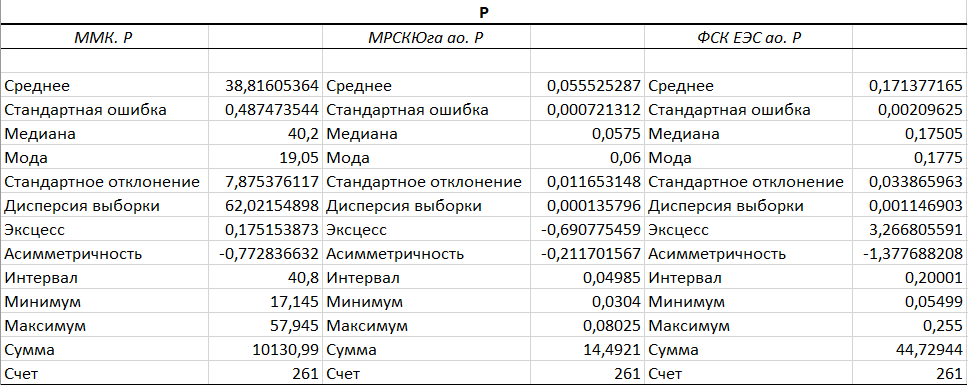 P
ММК. P МРСКЮга ао. P ФСК ЕЭС ао. P
Среднее 38,81605364 Среднее 0,055525287 Среднее 0,171377165
Стандартная ошибка 0,487473544 Стандартная ошибка 0,000721312 Стандартная ошибка 0,00209625
Медиана 40,2 Медиана 0,0575 Медиана 0,17505
Мода 19,05 Мода 0,06 Мода 0,1775
Стандартное отклонение 7,875376117 Стандартное отклонение 0,011653148 Стандартное отклонение 0,033865963
Дисперсия выборки 62,02154898 Дисперсия выборки 0,000135796 Дисперсия выборки 0,001146903
Эксцесс 0,175153873 Эксцесс -0,690775459 Эксцесс 3,266805591
Асимметричность -0,772836632 Асимметричность -0,211701567 Асимметричность -1,377688208
Интервал 40,8 Интервал 0,04985 Интервал 0,20001
Минимум 17,145 Минимум 0,0304 Минимум 0,05499
Максимум 57,945 Максимум 0,08025 Максимум 0,255
Сумма 10130,99 Сумма 14,4921 Сумма 44,72944
Счет 261 Счет 261 Счет 261